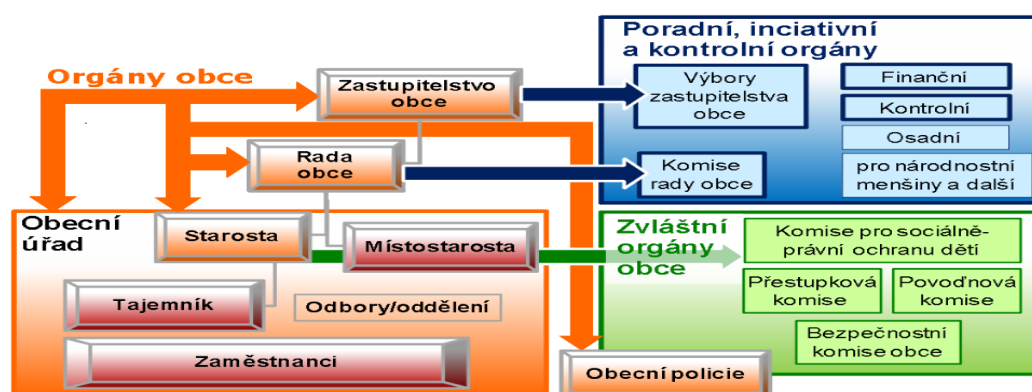 Orgány obce
Zastupitelstvo
obce
Rada
obce
Obecní
úřad
Starosta
Místostarosta
Tajemník
Odbory/oddělení
Zaměstnanci
Obecní policie
Poradní, inciativní
a kontrolní orgány
Výbory
zastupitelstva
obce
Komise
rady obce
Finanční
Kontrolní
Osadní
pro národnostní
menšiny a další
Zvláštní
orgány
obce
Komise pro sociálně-
právní ochranu dětí
Přestupková
komise
Povodňová
komise
Bezpečnostní
komise obce